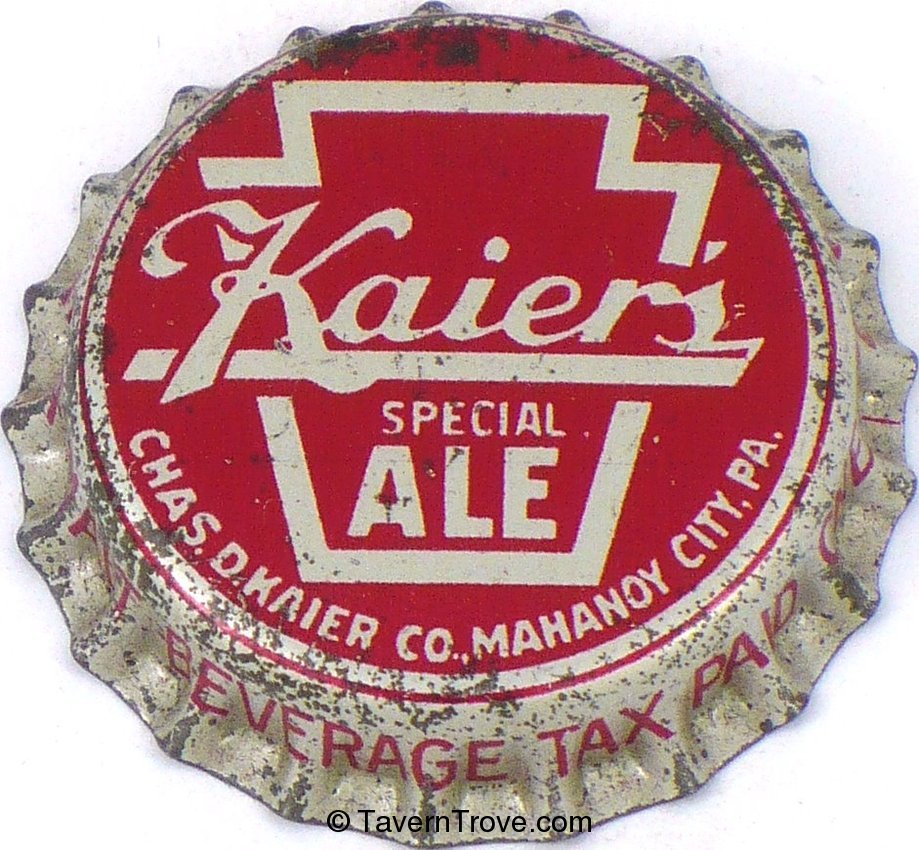 Kaier's
SPECIAL
ALE
CHAS. D. KAIER CO., MAHANOY CITY, PA.
BEVERAGE TAX PAID
© TavernTrove.com